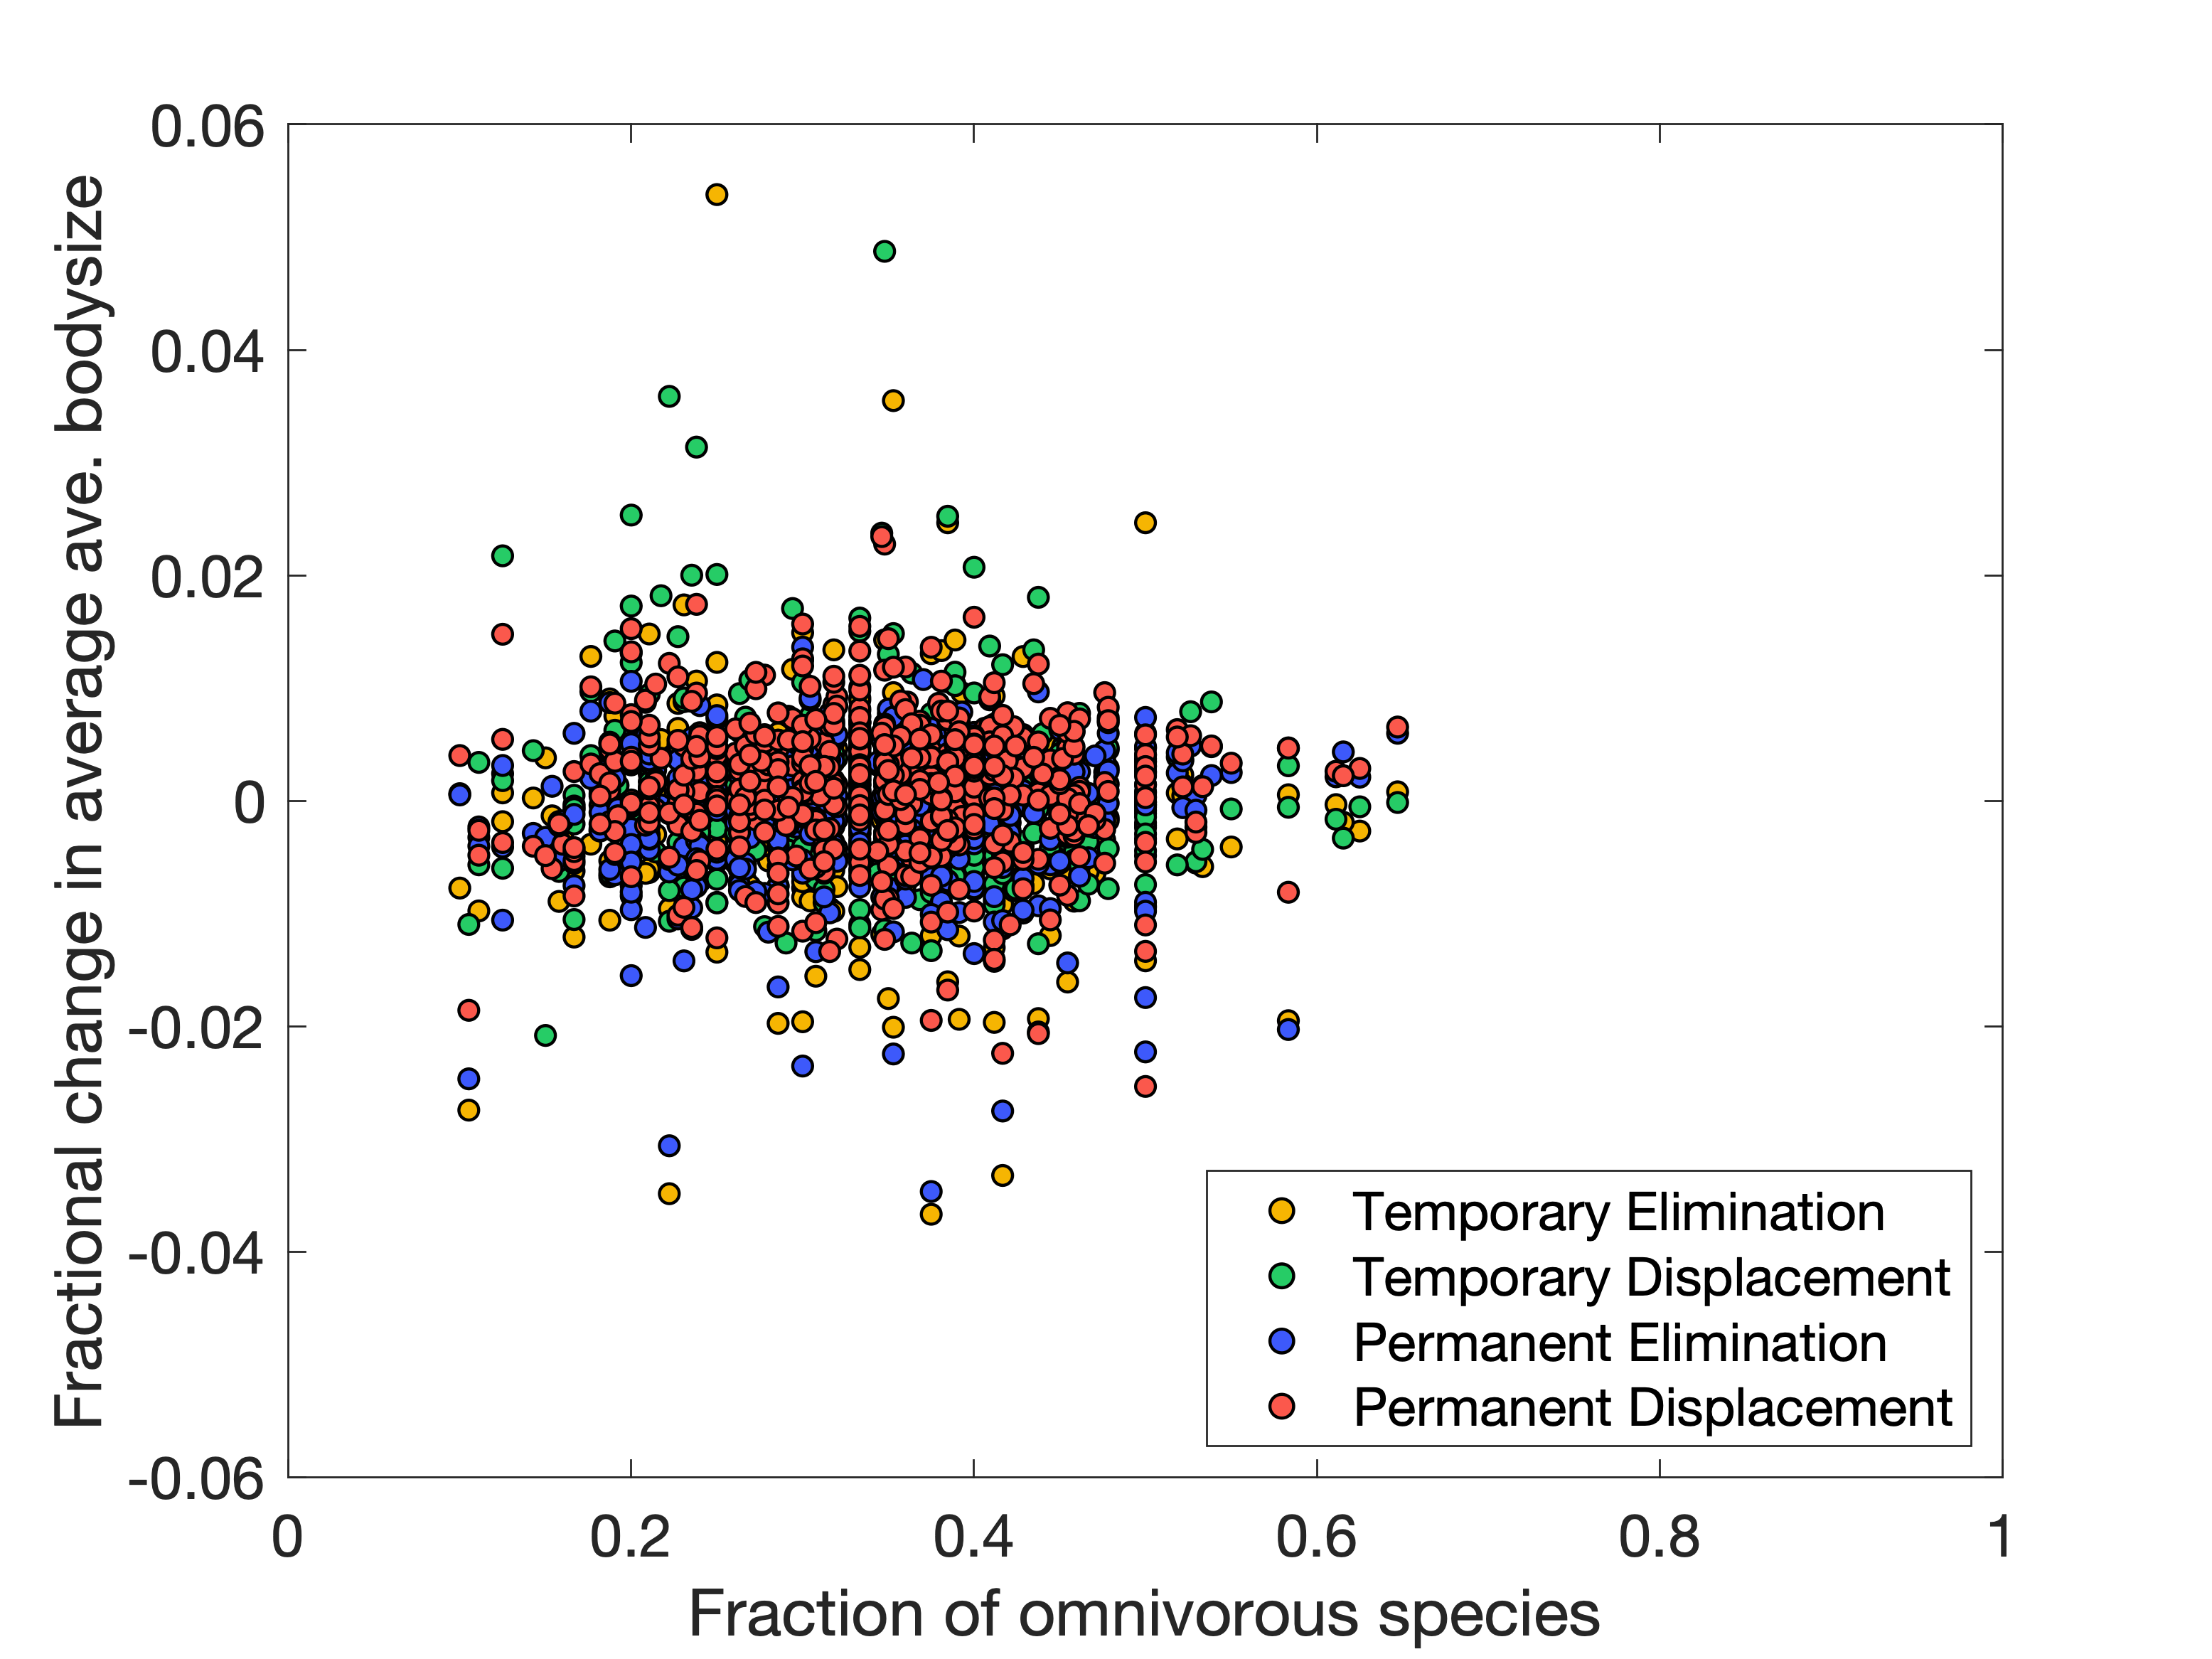 Fractional change in average ave. bodysize
0.06
0.04
0.02
0
-0.02
-0.04
-0.06
Temporary Elimination
Temporary Displacement
Permanent Elimination
Permanent Displacement
0 0.2 0.4 0.6 0.8 1
Fraction of omnivorous species